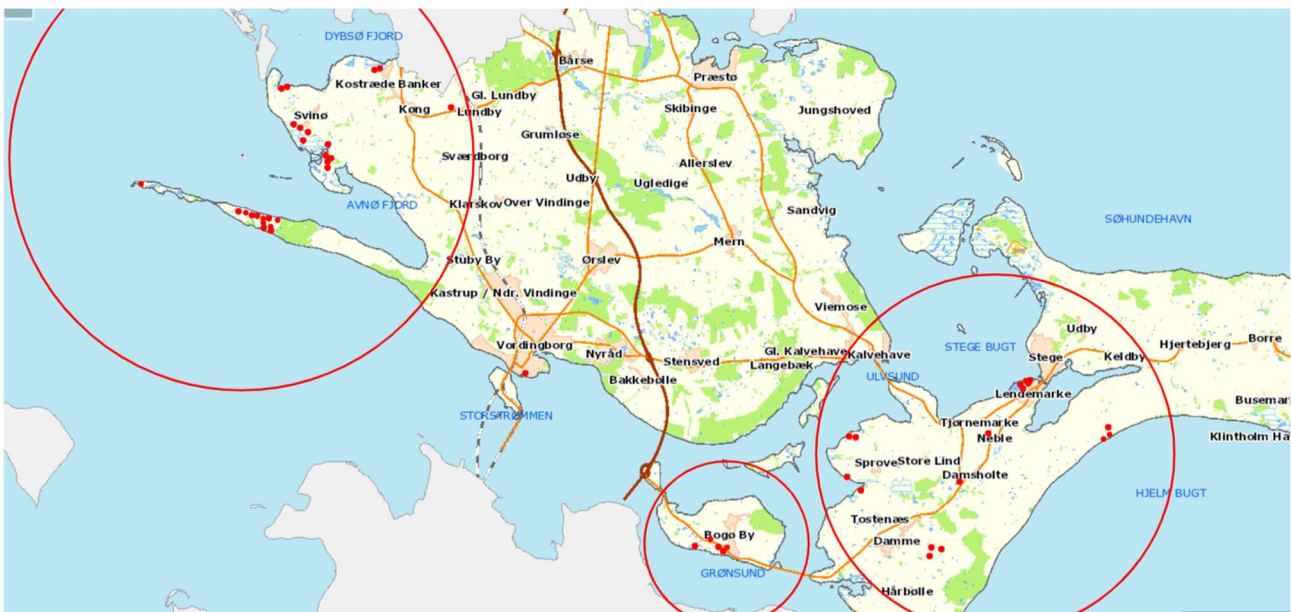 DYBSØ FJORD
Bårse
Præstø
Kostræde Banker
Gl. Lundby
Køng
Lundby
Skibinge
Jungshoved
Svinø
Grumløse
Sværdborg
Allerslev
Udby
Ugledige
AVNØ FJORD
Klarskov
Over Vindinge
Sandvig
SØHUNDEHAVN
Mern
Stuby By
Ørslev
Kastrup / Ndr. Vindinge
Viemose
Udby
Vordingborg
Nyråd
Stensved
Gl. Kalvehave
Kalvehave
STEGE BUGT
Stege
Keldby
Hjertebjerg
Borre
Langebæk
Bakkebølle
ULVSUND
Lendemarke
Busemar
STORSTRØMMEN
Tjørnemarke
Neble
Klintholm Ha
Sprove
Store Lind
Damsholte
HJELM BUGT
Tostenæs
Bogø By
Damme
GRØNSUND
Hårbølle